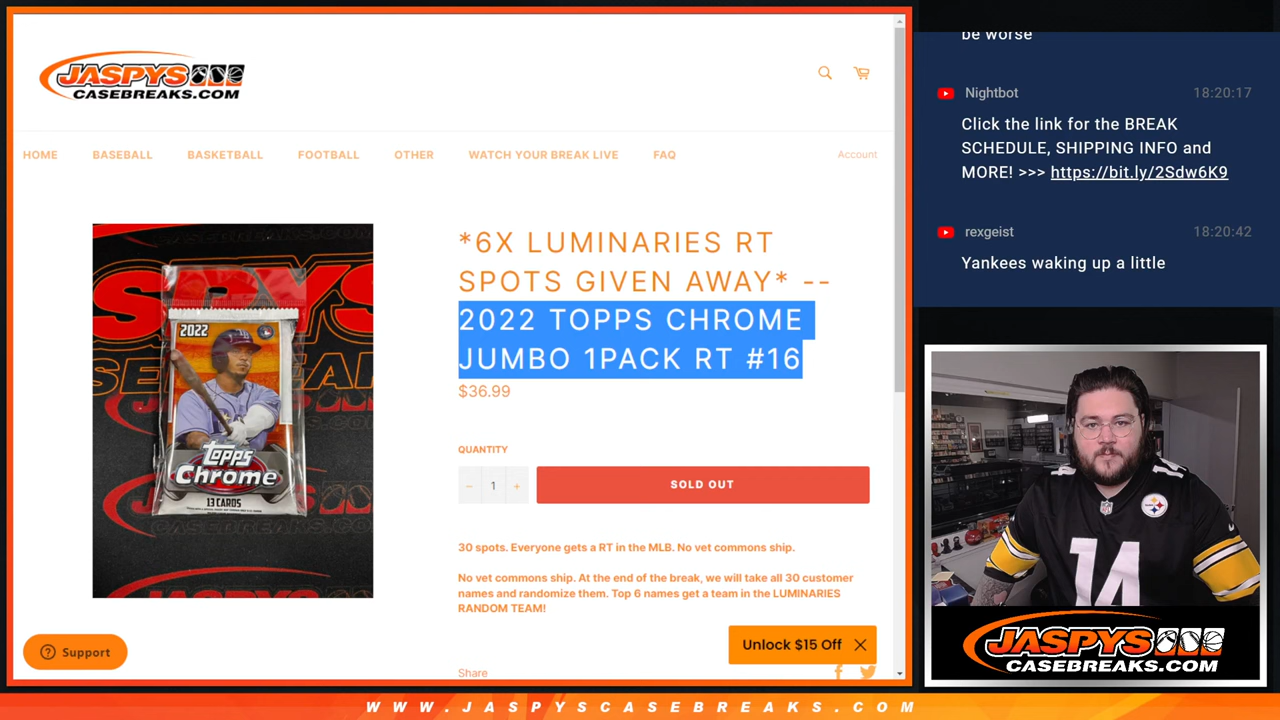 JASPYS
CASEBREAKS.COM
HOME BASEBALL BASKETBALL FOOTBALL OTHER WATCH YOUR BREAK LIVE FAQ Account
2022
Topps
Chrome
13 CARDS
*6X LUMINARIES RT
SPOTS GIVEN AWAY* --
2022 TOPPS CHROME
JUMBO 1PACK RT #16
$36.99
QUANTITY
− 1 + SOLD OUT
30 spots. Everyone gets a RT in the MLB. No vet commons ship.
No vet commons ship. At the end of the break, we will take all 30 customer
names and randomize them. Top 6 names get a team in the LUMINARIES
RANDOM TEAM!
Support
Unlock $15 Off
Share
be worse
Nightbot 18:20:17
Click the link for the BREAK
SCHEDULE, SHIPPING INFO and
MORE! >>> https://bit.ly/2Sdw6K9
rexgeist 18:20:42
Yankees waking up a little
14
14
JASPYS
CASEBREAKS.COM
WWW.JASPYSCASEBREAKS.COM